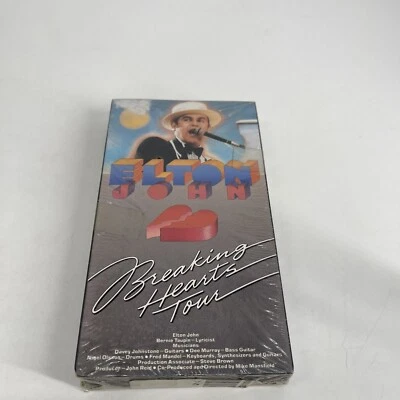 ELTON
JOHN
Breaking
Hearts
Tour
Elton John
Bernie Taupin—Lyricist
Musicians
Davey Johnstone – Guitars • Dee Murray – Bass Guitar
Nigel Olsson – Drums • Fred Mandel – Keyboards, Synthesizers and Guitars
Production Associate – Steve Brown
Producer – John Reid • Co-Produced and Directed by Mike Mansfield